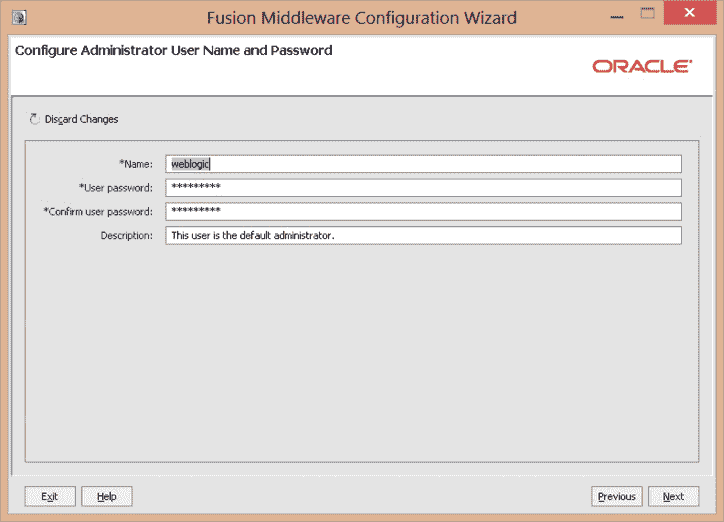 Fusion Middleware Configuration Wizard
Configure Administrator User Name and Password
ORACLE
Discard Changes
*Name: weblogic
*User password: *********
*Confirm user password: *********
Description: This user is the default administrator.
Exit Help Previous Next